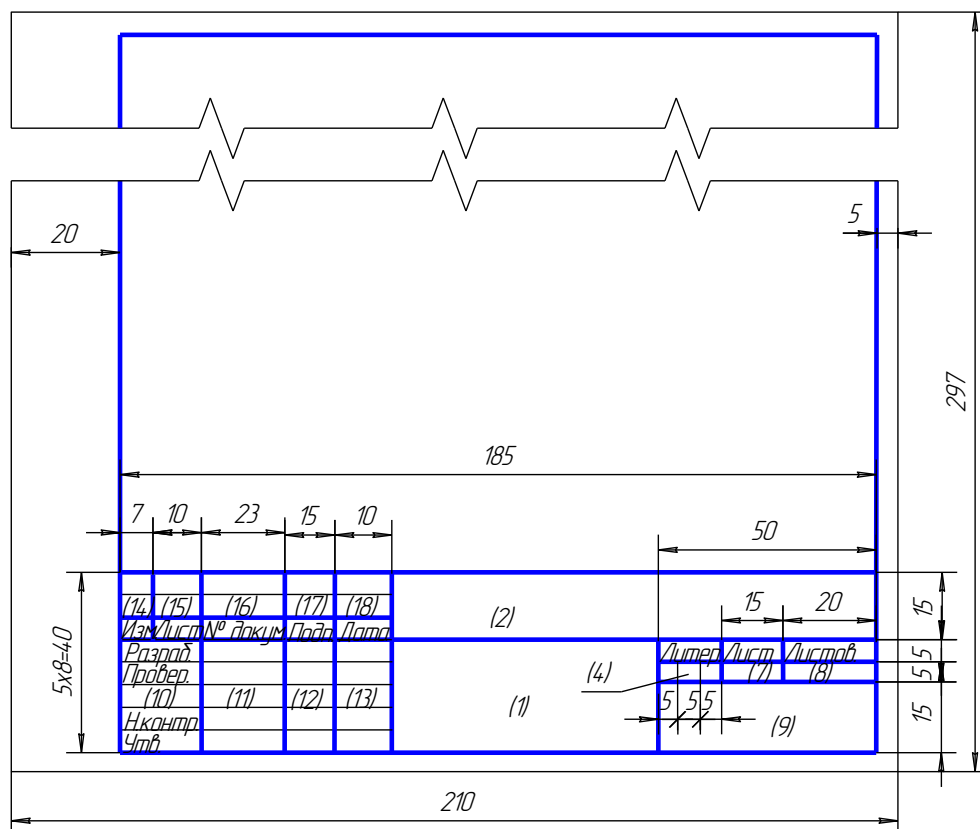 20
5
297
185
7 10 23 15 10
50
(14) (15) (16) (17) (18)
(2)
15 20
15
Изм Лист № докум Подп Дата
5х8=40
Разраб.
Литер Лист Листов
5
Провер.
(4)
(7) (8)
5
(10) (11) (12) (13)
(1)
5 5 5
(9)
15
Н.контр.
Утв.
210